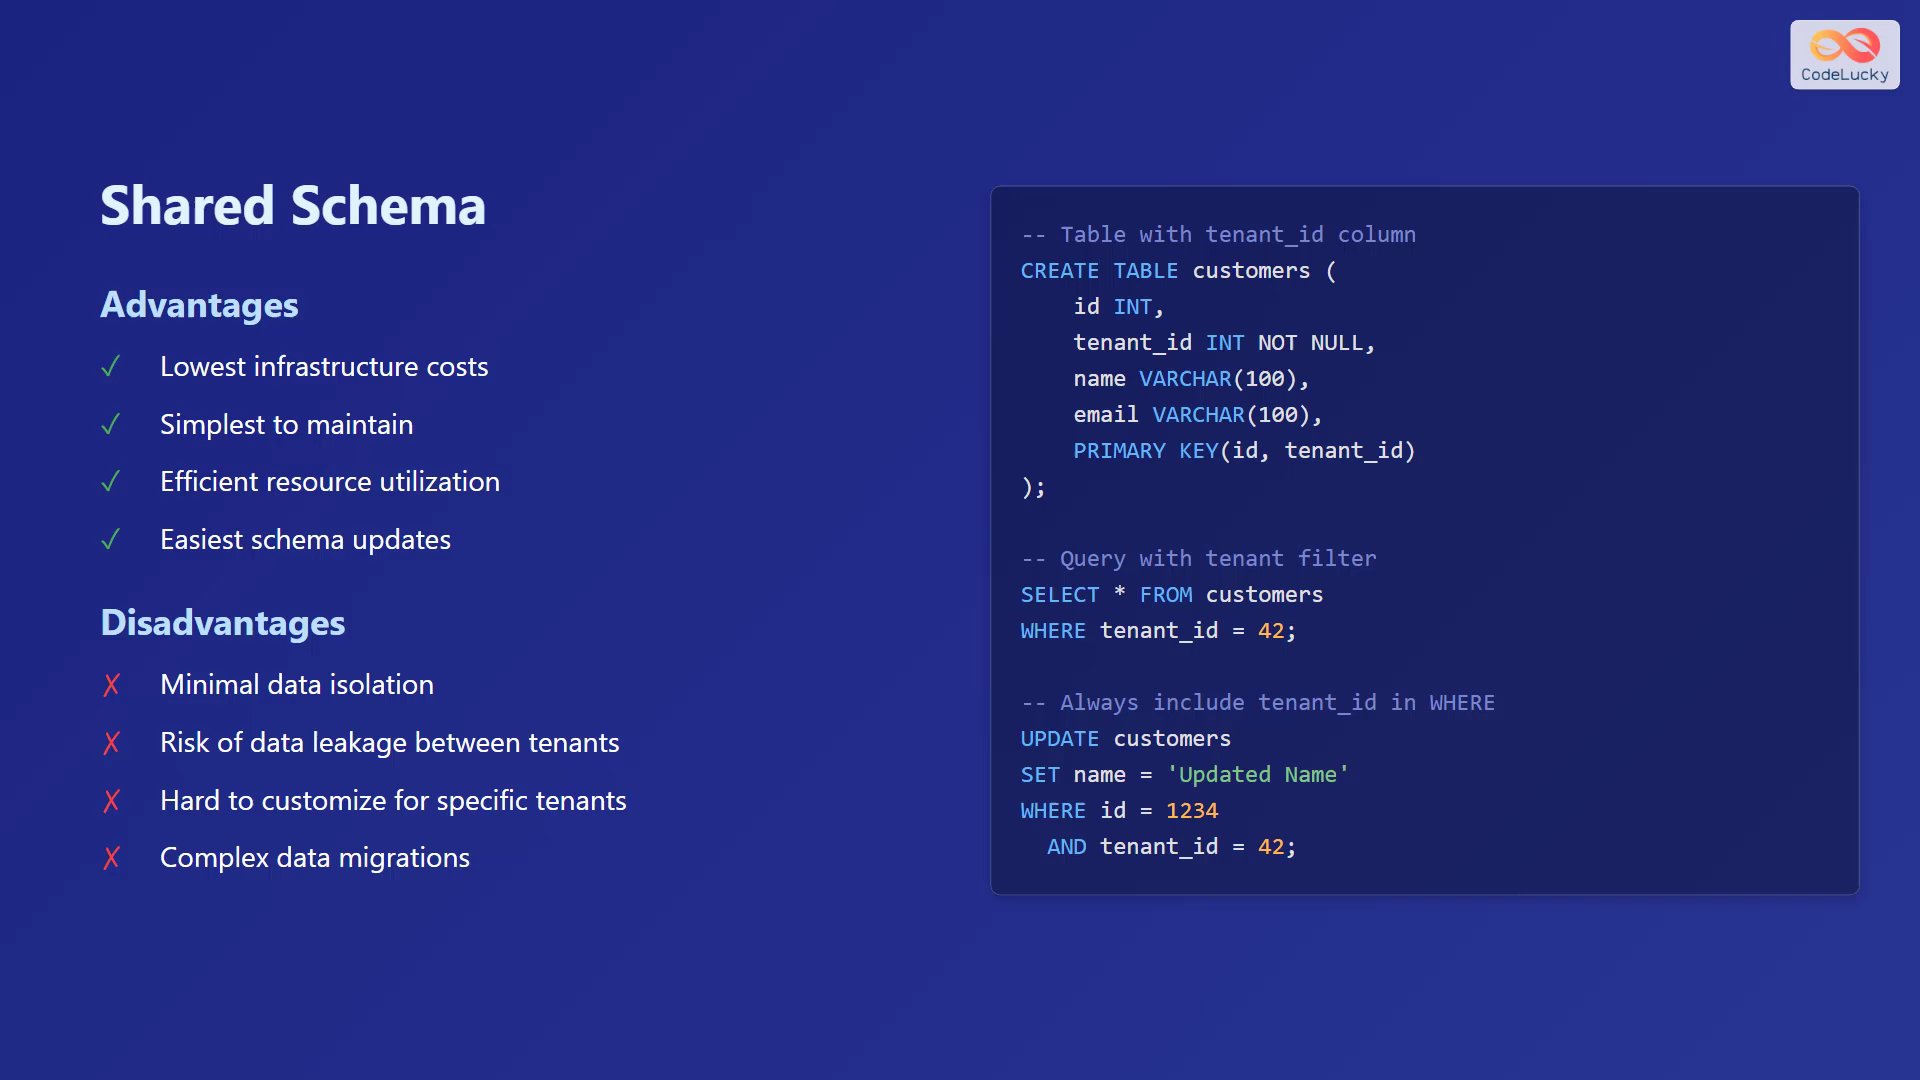 CodeLucky
Shared Schema
Advantages
✓ Lowest infrastructure costs
✓ Simplest to maintain
✓ Efficient resource utilization
✓ Easiest schema updates
Disadvantages
✗ Minimal data isolation
✗ Risk of data leakage between tenants
✗ Hard to customize for specific tenants
✗ Complex data migrations
-- Table with tenant_id column
CREATE TABLE customers (
    id INT,
    tenant_id INT NOT NULL,
    name VARCHAR(100),
    email VARCHAR(100),
    PRIMARY KEY(id, tenant_id)
);
-- Query with tenant filter
SELECT * FROM customers
WHERE tenant_id = 42;
-- Always include tenant_id in WHERE
UPDATE customers
SET name = 'Updated Name'
WHERE id = 1234
  AND tenant_id = 42;